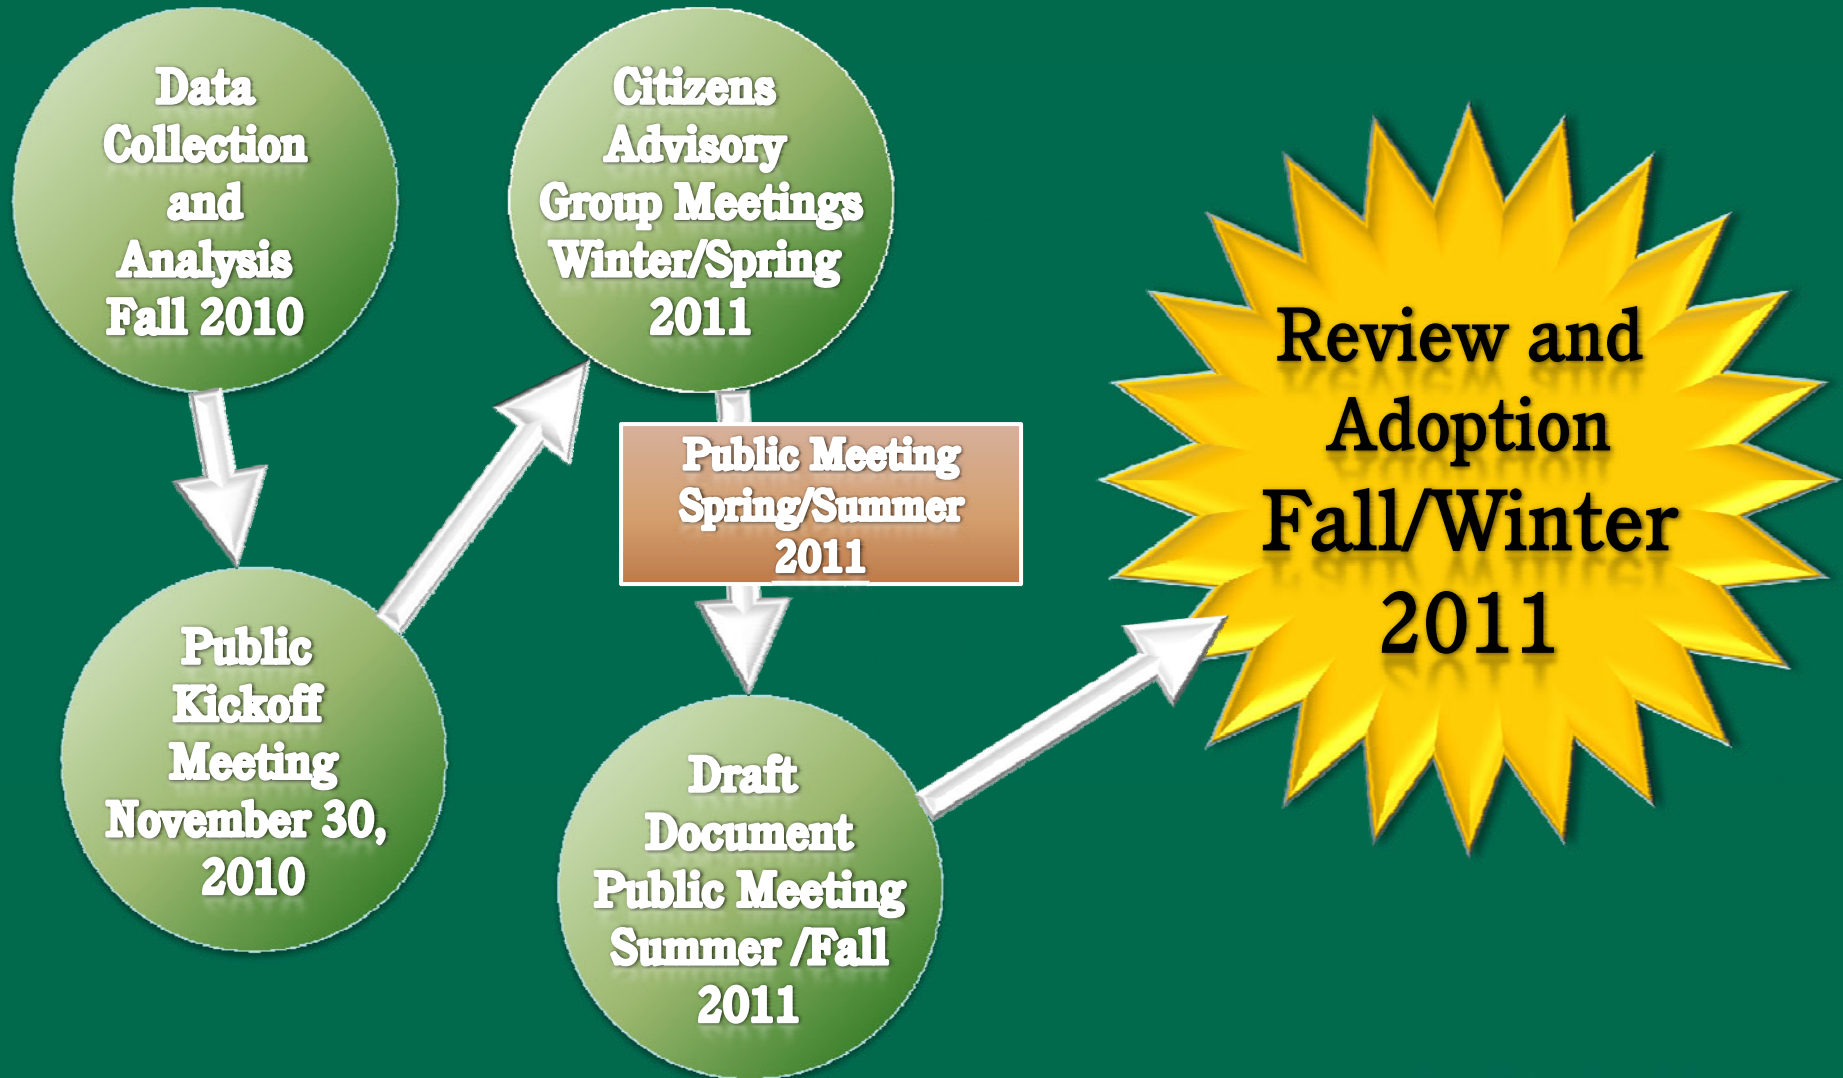 Data
Collection
and
Analysis
Fall 2010
Public
Kickoff
Meeting
November 30,
2010
Citizens
Advisory
Group Meetings
Winter/Spring
2011
Public Meeting
Spring/Summer
2011
Draft
Document
Public Meeting
Summer /Fall
2011
Review and
Adoption
Fall/Winter
2011